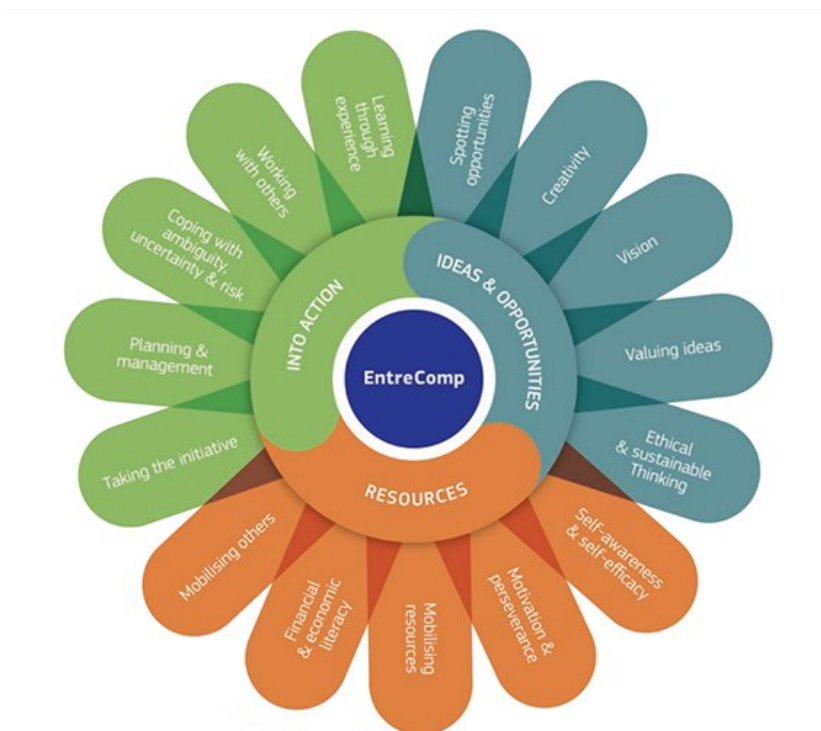 EntreComp
IDEAS & OPPORTUNITIES
Spotting
opportunities
Creativity
Vision
Valuing ideas
Ethical
& sustainable
Thinking
RESOURCES
Self-awareness
& self-efficacy
Motivation &
perseverance
Mobilising
resources
Financial
& economic
literacy
Mobilising others
INTO ACTION
Taking the initiative
Planning &
management
Coping with
ambiguity,
uncertainty & risk
Working
with others
Learning
through
experience